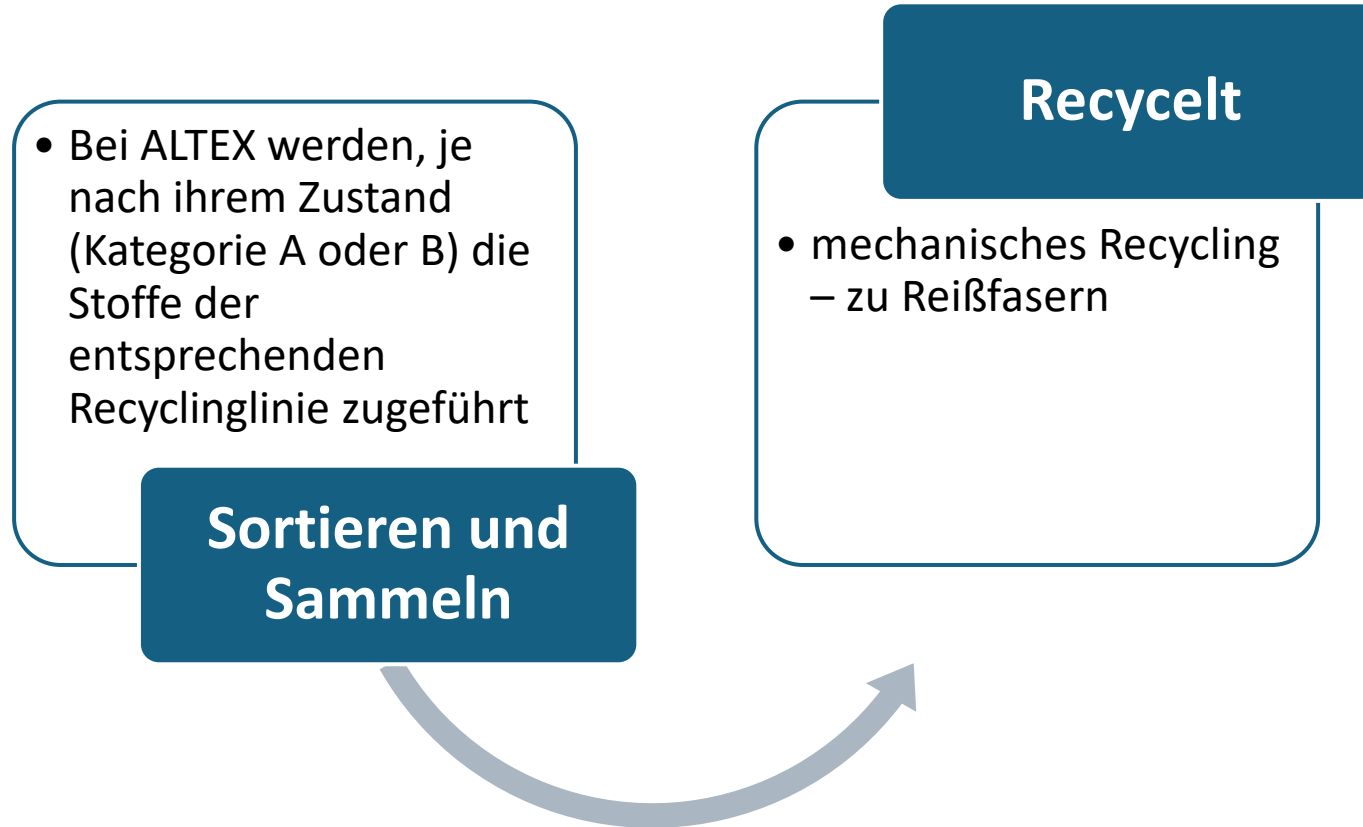 • Bei ALTEX werden, je
nach ihrem Zustand
(Kategorie A oder B) die
Stoffe der
entsprechenden
Recyclinglinie zugeführt
Sortieren und
Sammeln
Recycelt
• mechanisches Recycling
– zu Reißfasern